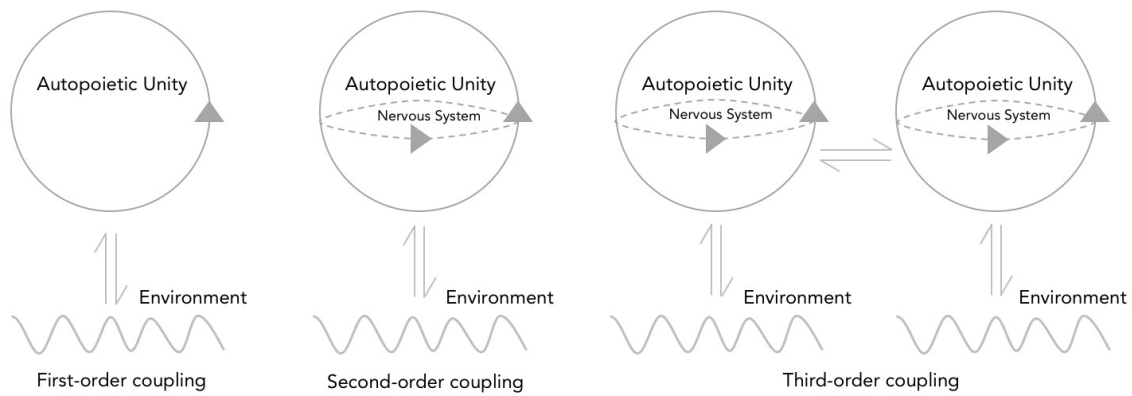 Autopoietic Unity
Environment
First-order coupling
Autopoietic Unity
Nervous System
Environment
Second-order coupling
Autopoietic Unity
Nervous System
Autopoietic Unity
Nervous System
Environment
Environment
Third-order coupling